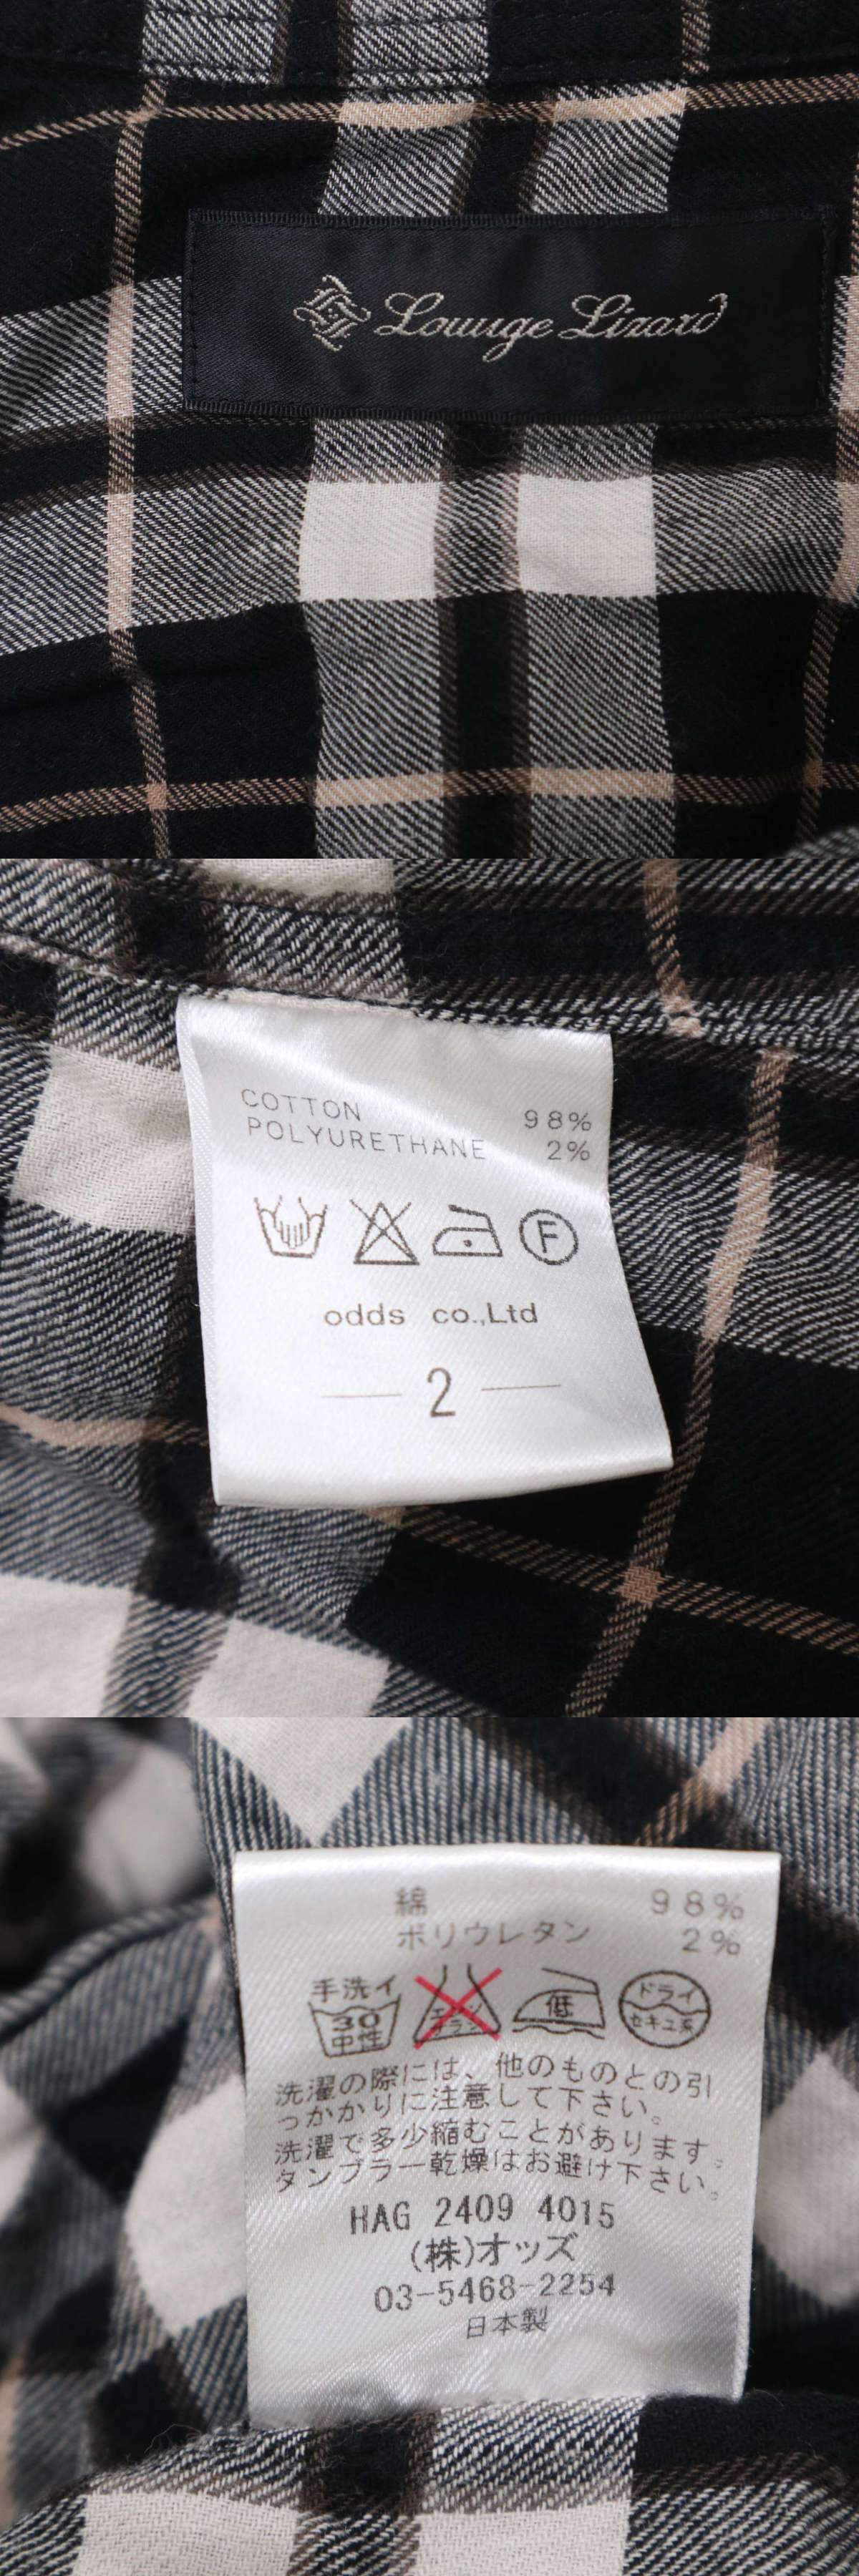 Lounge Lizard
COTTON 98%
POLYURETHANE 2%
F
odds co.,Ltd
2
綿 98%
ポリウレタン 2%
手洗イ
30
中性
エンソ
サラシ
低
ドライ
セキユ系
洗濯の際には、他のものとの引
っかかりに注意して下さい。
洗濯で多少縮むことがあります。
タンブラー乾燥はお避け下さい。
HAG 2409 4015
(株)オッズ
03-5468-2254
日本製